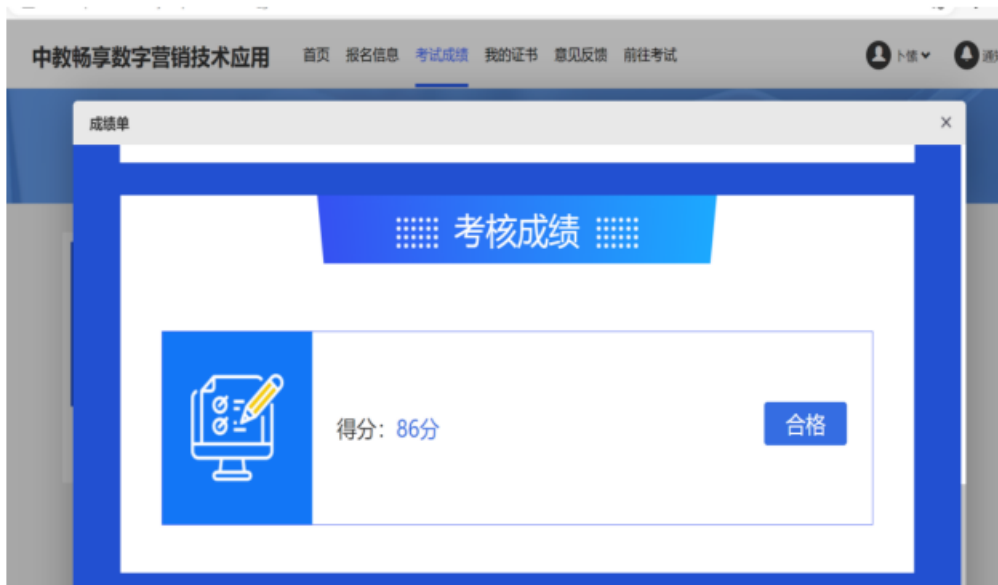 中教畅享数字营销技术应用 首页 报名信息 考试成绩 我的证书 意见反馈 前往考试
成绩单
考核成绩
得分：86分 合格